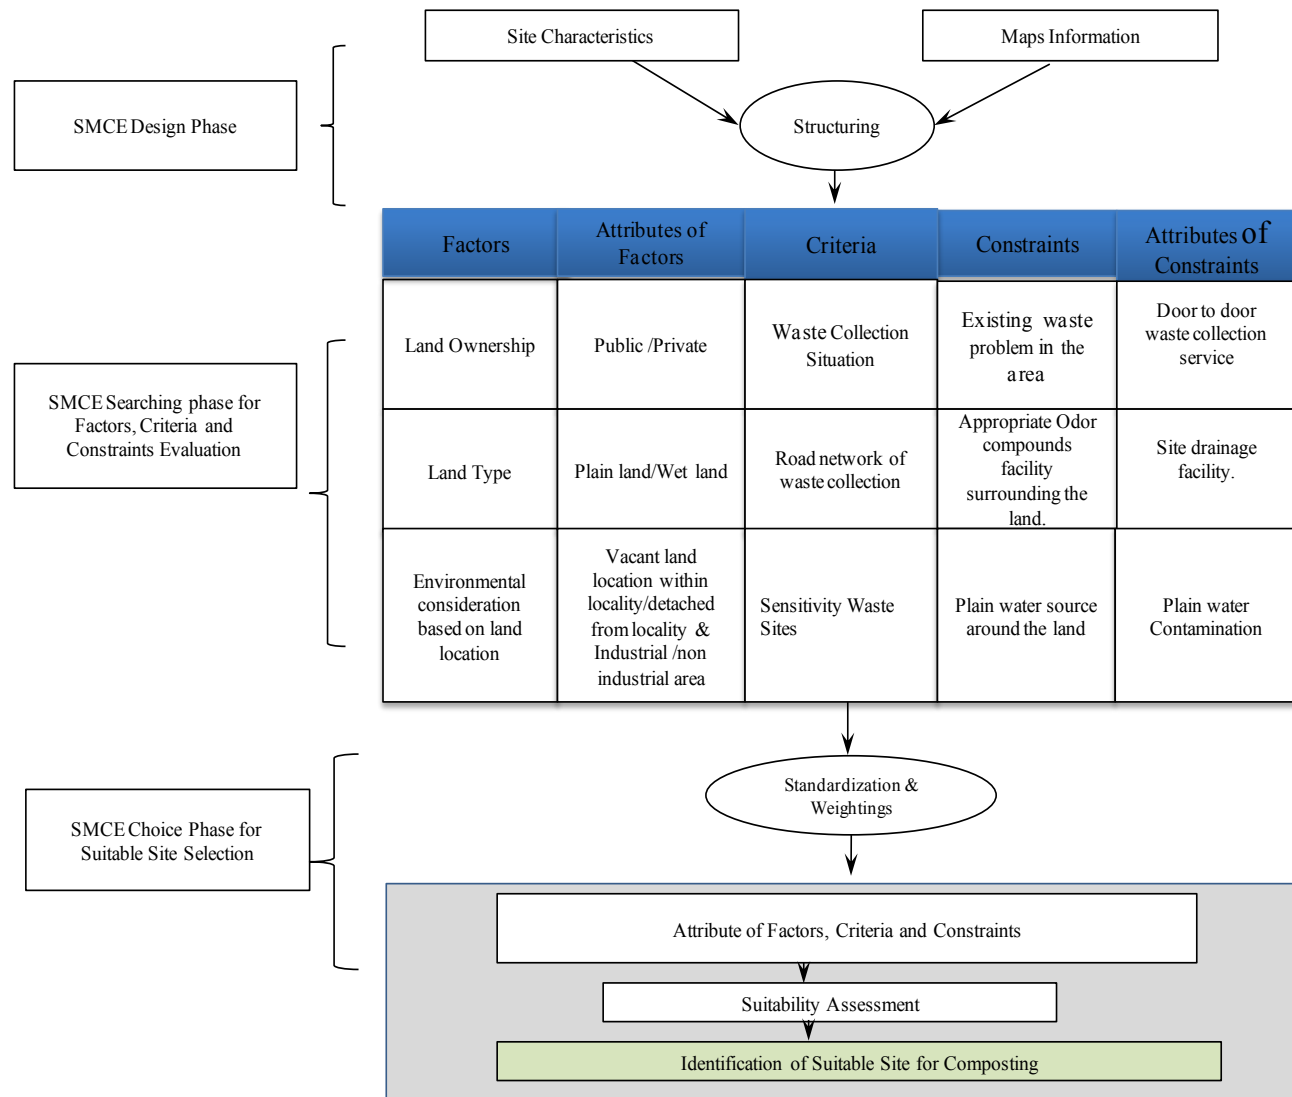 Site Characteristics
Maps Information
SMCE Design Phase
Structuring
Factors
Attributes of
Factors
Criteria
Constraints
Attributes of
Constraints
Land Ownership
Public /Private
Waste Collection
Situation
Existing waste
problem in the
area
Door to door
waste collection
service
SMCE Searching phase for
Factors, Criteria and
Constraints Evaluation
Land Type
Plain land/Wet land
Road network of
waste collection
Appropriate Odor
compounds
facility
surrounding the
land.
Site drainage
facility.
Environmental
consideration
based on land
location
Vacant land
location within
locality/detached
from locality &
Industrial /non
industrial area
Sensitivity Waste
Sites
Plain water source
around the land
Plain water
Contamination
Standardization &
Weightings
SMCE Choice Phase for
Suitable Site Selection
Attribute of Factors, Criteria and Constraints
Suitability Assessment
Identification of Suitable Site for Composting